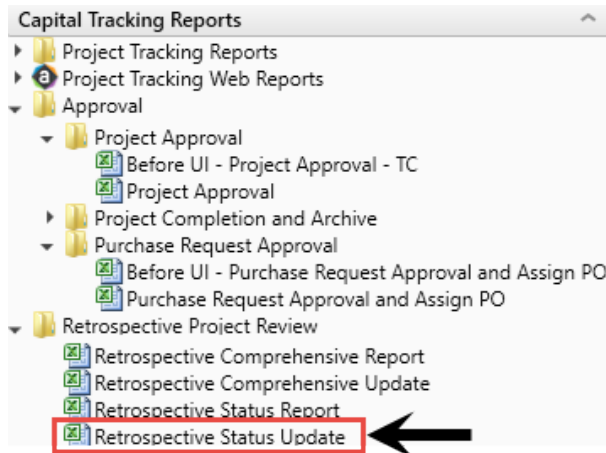 Capital Tracking Reports
Project Tracking Reports
Project Tracking Web Reports
Approval
Project Approval
Before UI - Project Approval - TC
Project Approval
Project Completion and Archive
Purchase Request Approval
Before UI - Purchase Request Approval and Assign PO
Purchase Request Approval and Assign PO
Retrospective Project Review
Retrospective Comprehensive Report
Retrospective Comprehensive Update
Retrospective Status Report
Retrospective Status Update